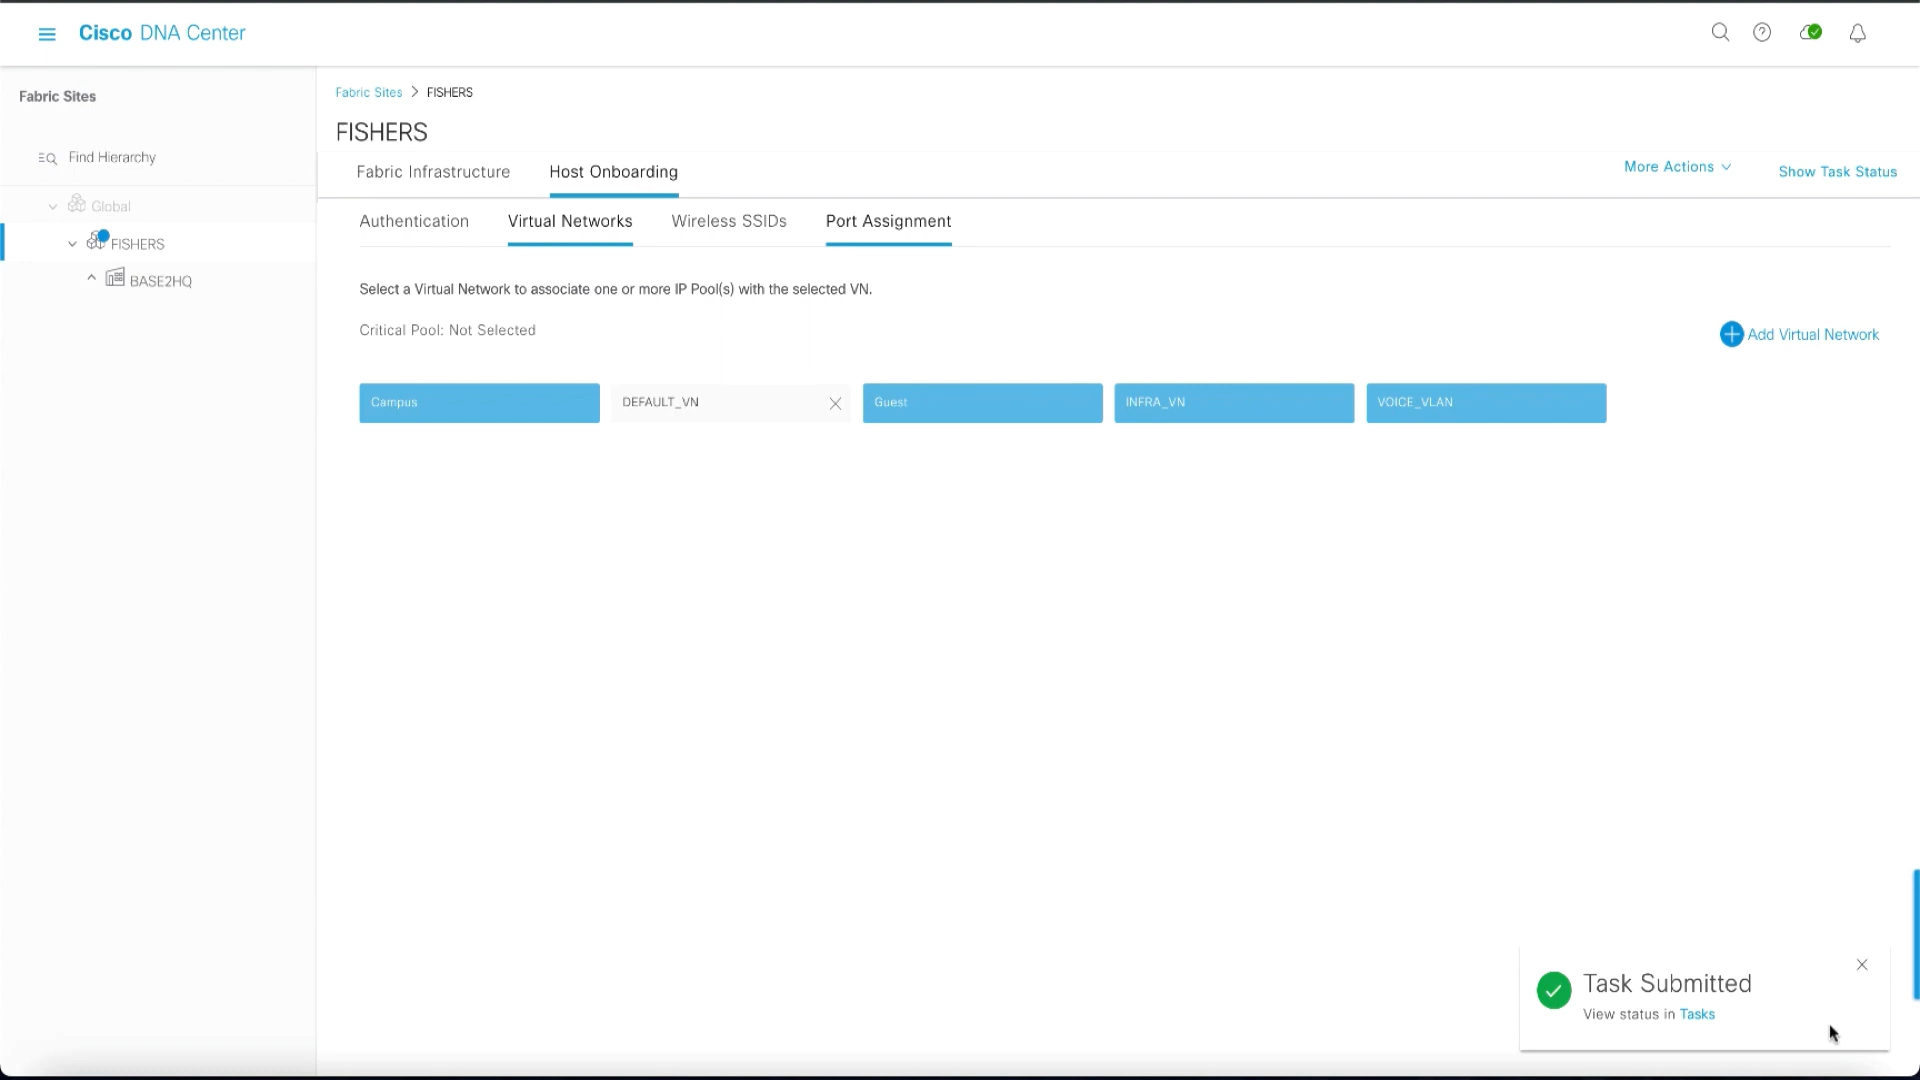 Cisco DNA Center
Fabric Sites
Find Hierarchy
Global
FISHERS
BASE2HQ
Fabric Sites > FISHERS
FISHERS
Fabric Infrastructure
Host Onboarding
More Actions
Show Task Status
Authentication
Virtual Networks
Wireless SSIDs
Port Assignment
Select a Virtual Network to associate one or more IP Pool(s) with the selected VN.
Critical Pool: Not Selected
Add Virtual Network
Campus
DEFAULT_VN
Guest
INFRA_VN
VOICE_VLAN
Task Submitted
View status in Tasks